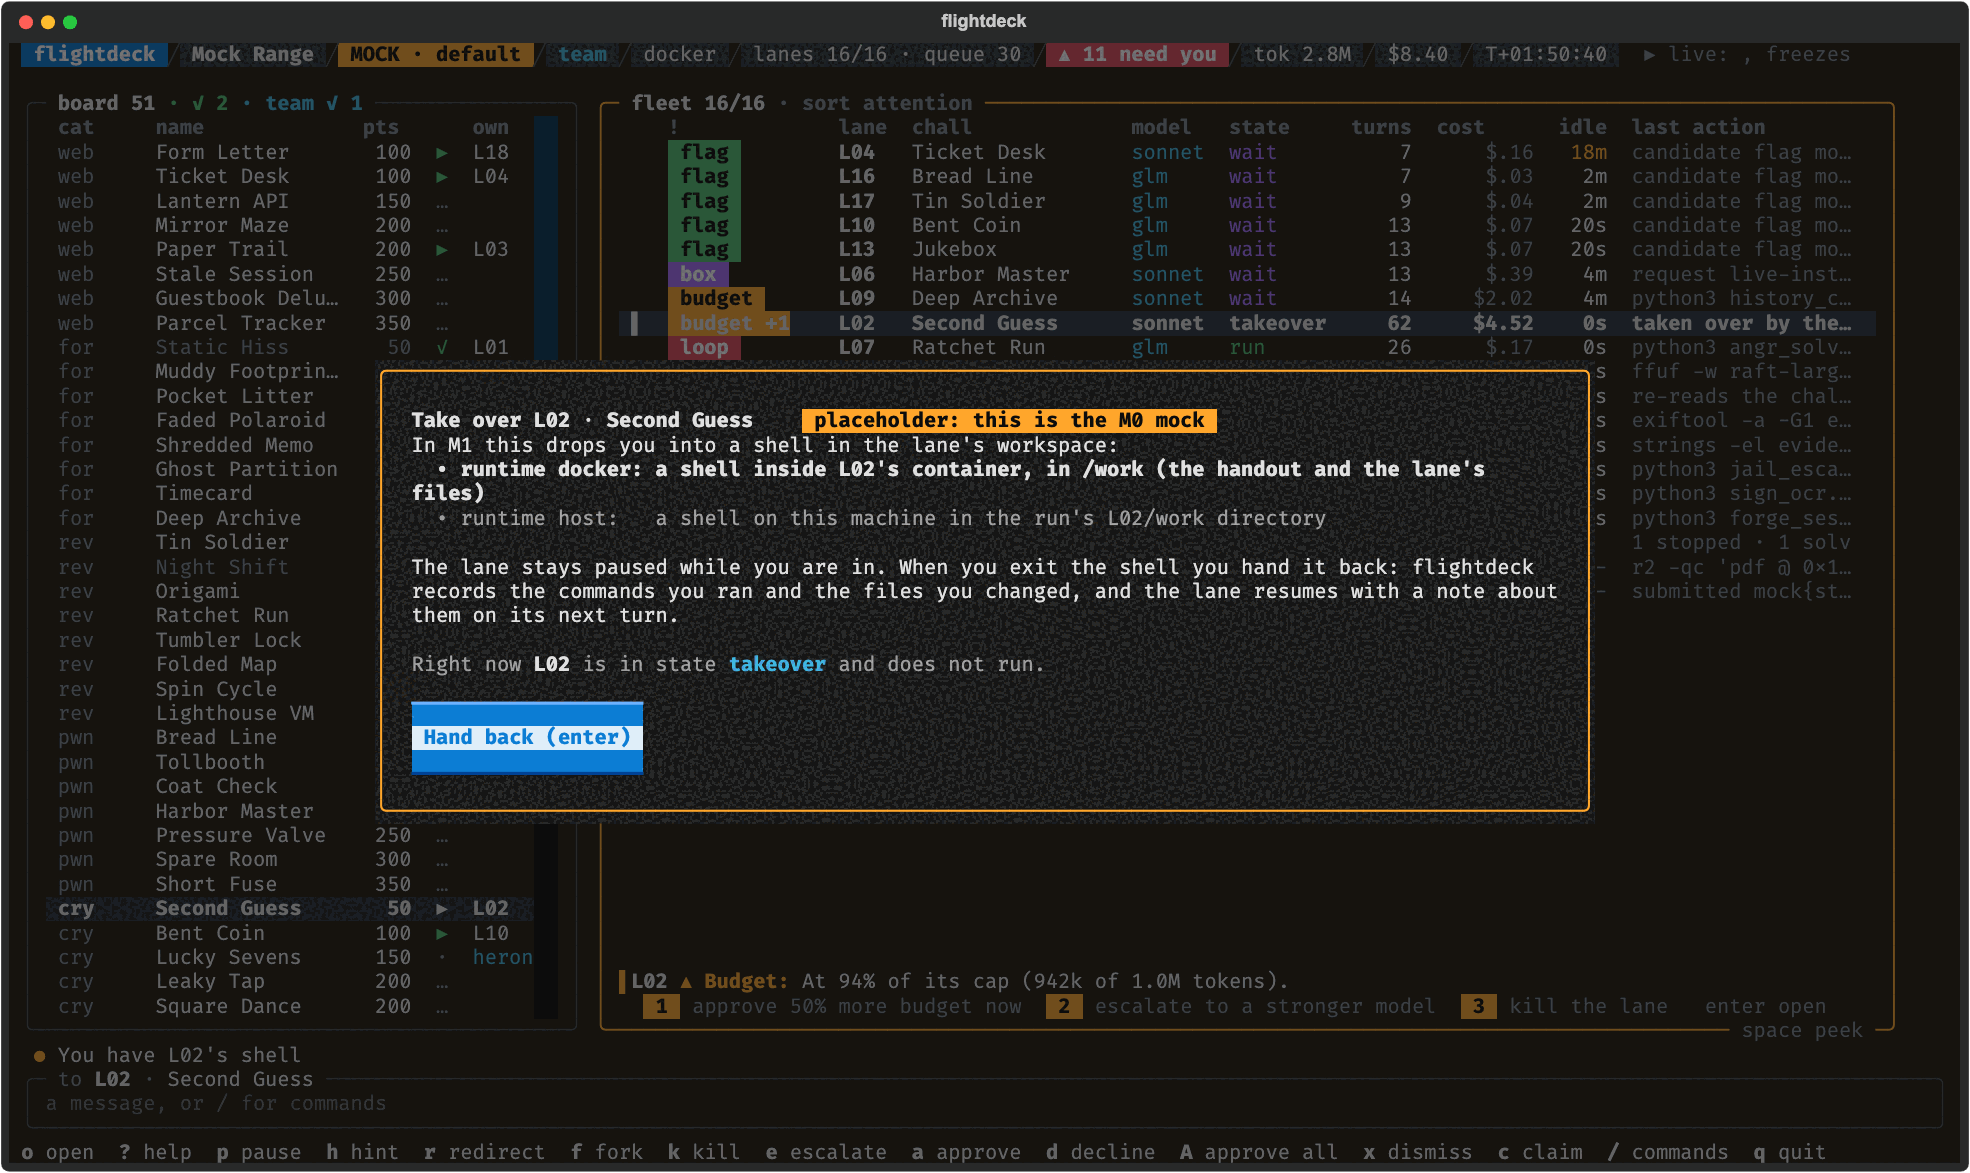 flightdeck
flightdeck / Mock Range / MOCK · default / team / docker / lanes 16/16 · queue 30 / ▲ 11 need you / tok 2.8M / $8.40 / T+01:50:40 ▶ live: , freezes
board 51 · √ 2 · team √ 1
cat name pts own
web Form Letter 100 ▶ L18
web Ticket Desk 100 ▶ L04
web Lantern API 150 …
web Mirror Maze 200 …
web Paper Trail 200 ▶ L03
web Stale Session 250 …
web Guestbook Delu… 300 …
web Parcel Tracker 350 …
for Static Hiss 50 √ L01
for Muddy Footprin…
for Pocket Litter
for Faded Polaroid
for Shredded Memo
for Ghost Partition
for Timecard
for Deep Archive
rev Tin Soldier
rev Night Shift
rev Origami
rev Ratchet Run
rev Tumbler Lock
rev Folded Map
rev Spin Cycle
rev Lighthouse VM
pwn Bread Line
pwn Tollbooth
pwn Coat Check
pwn Harbor Master
pwn Pressure Valve 250 …
pwn Spare Room 300 …
pwn Short Fuse 350 …
cry Second Guess 50 ▶ L02
cry Bent Coin 100 ▶ L10
cry Lucky Sevens 150 · heron
cry Leaky Tap 200 …
cry Square Dance 200 …
fleet 16/16 · sort attention
! lane chall model state turns cost idle last action
flag L04 Ticket Desk sonnet wait 7 $.16 18m candidate flag mo…
flag L16 Bread Line glm wait 7 $.03 2m candidate flag mo…
flag L17 Tin Soldier glm wait 9 $.04 2m candidate flag mo…
flag L10 Bent Coin glm wait 13 $.07 20s candidate flag mo…
flag L13 Jukebox glm wait 13 $.07 20s candidate flag mo…
box L06 Harbor Master sonnet wait 13 $.39 4m request live-inst…
budget L09 Deep Archive sonnet wait 14 $2.02 4m python3 history_c…
budget +1 L02 Second Guess sonnet takeover 62 $4.52 0s taken over by the…
loop L07 Ratchet Run glm run 26 $.17 0s python3 angr_solv…
s ffuf -w raft-larg…
s re-reads the chal…
s exiftool -a -G1 e…
s strings -el evide…
s python3 jail_esca…
s python3 sign_ocr.…
s python3 forge_ses…
1 stopped · 1 solv
- r2 -qc 'pdf @ 0×1…
- submitted mock{st…
Take over L02 · Second Guess placeholder: this is the M0 mock
In M1 this drops you into a shell in the lane's workspace:
• runtime docker: a shell inside L02's container, in /work (the handout and the lane's
files)
• runtime host: a shell on this machine in the run's L02/work directory
The lane stays paused while you are in. When you exit the shell you hand it back: flightdeck
records the commands you ran and the files you changed, and the lane resumes with a note about
them on its next turn.
Right now L02 is in state takeover and does not run.
Hand back (enter)
L02 ▲ Budget: At 94% of its cap (942k of 1.0M tokens).
1 approve 50% more budget now 2 escalate to a stronger model 3 kill the lane enter open
space peek
● You have L02's shell
to L02 · Second Guess
a message, or / for commands
o open ? help p pause h hint r redirect f fork k kill e escalate a approve d decline A approve all x dismiss c claim / commands q quit